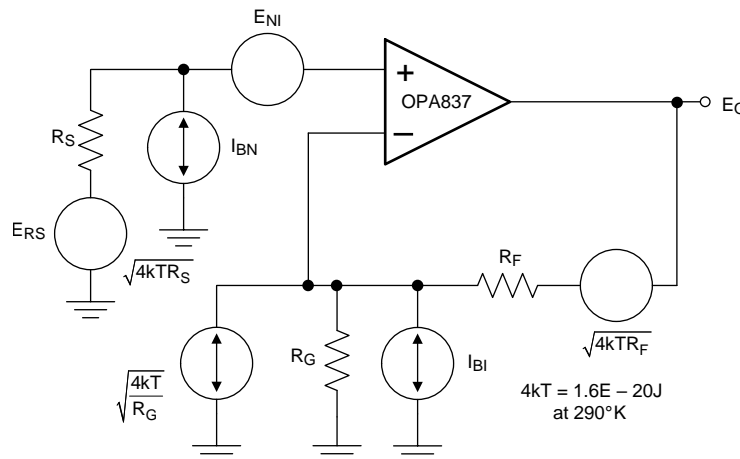 E_NI
+
OPA837
−
E_O
R_S
I_BN
E_RS
√4kTR_S
R_F
√4kTR_F
√(4kT/R_G)
R_G
I_BI
4kT = 1.6E – 20J
at 290°K